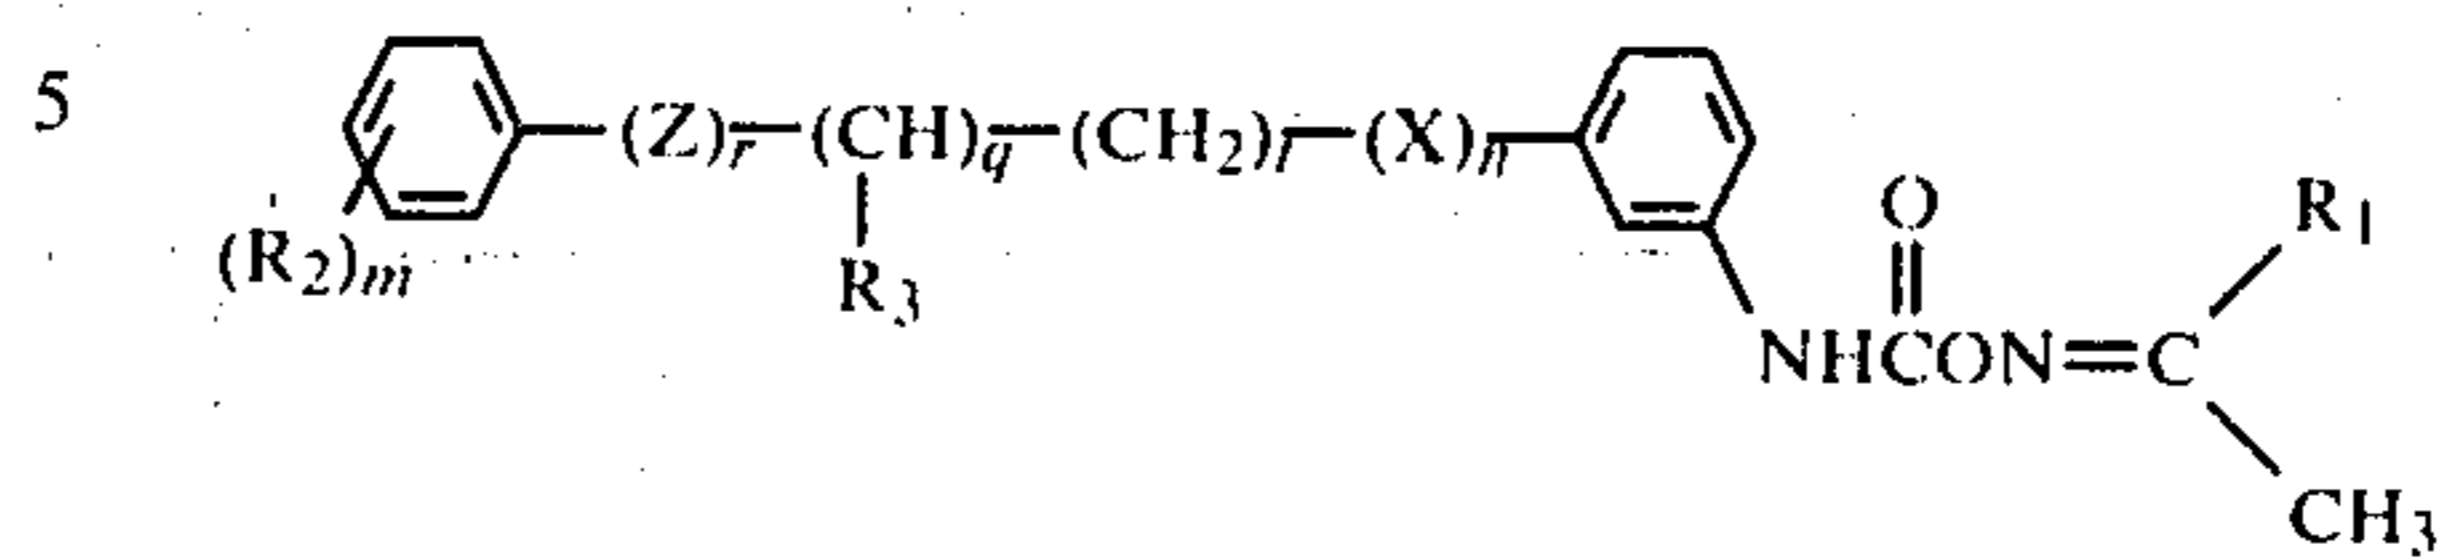 5
(Z)r—(CH)q—(CH2)l—(X)n
(R2)m
R3
O
R1
NHCON=C
CH3